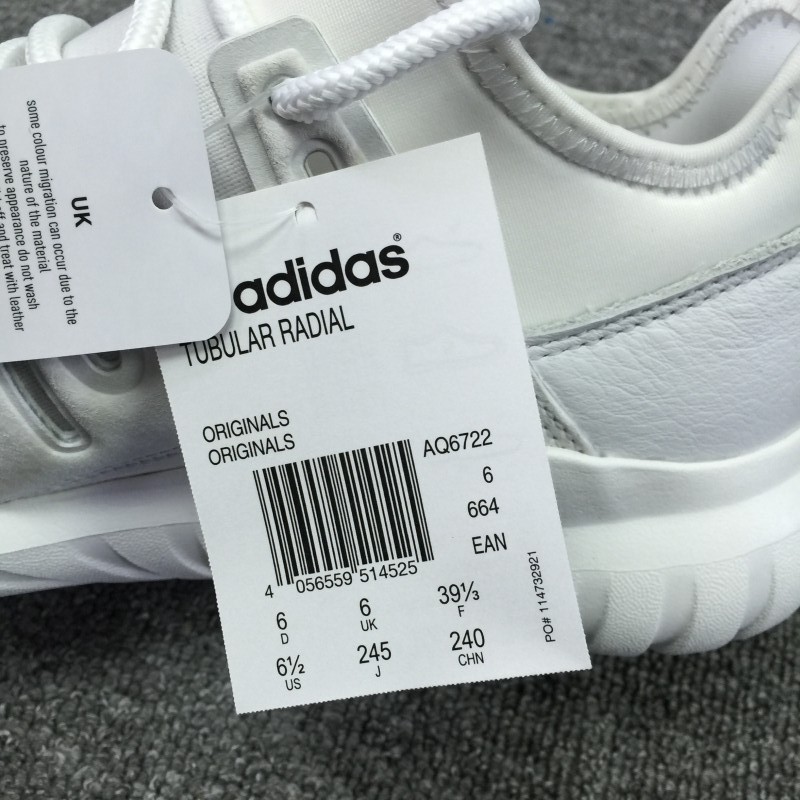 UK
some colour migration can occur due to the
nature of the material
to preserve appearance do not wash
off and treat with leather
adidas®
TUBULAR RADIAL
ORIGINALS
ORIGINALS
AQ6722
6
664
EAN
4 056559 514525
6 D
6 UK
39⅓ F
6½ US
245 J
240 CHN
PO# 114732921